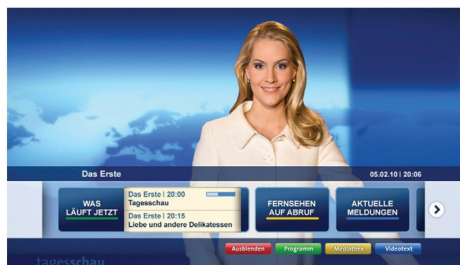 Das Erste
05.02.10 | 20:06
WAS
LÄUFT JETZT
Das Erste | 20:00
Tagesschau
Das Erste | 20:15
Liebe und andere Delikatessen
FERNSEHEN
AUF ABRUF
AKTUELLE
MELDUNGEN
Ausblenden
Programm
Mediathek
Videotext
tagesschau